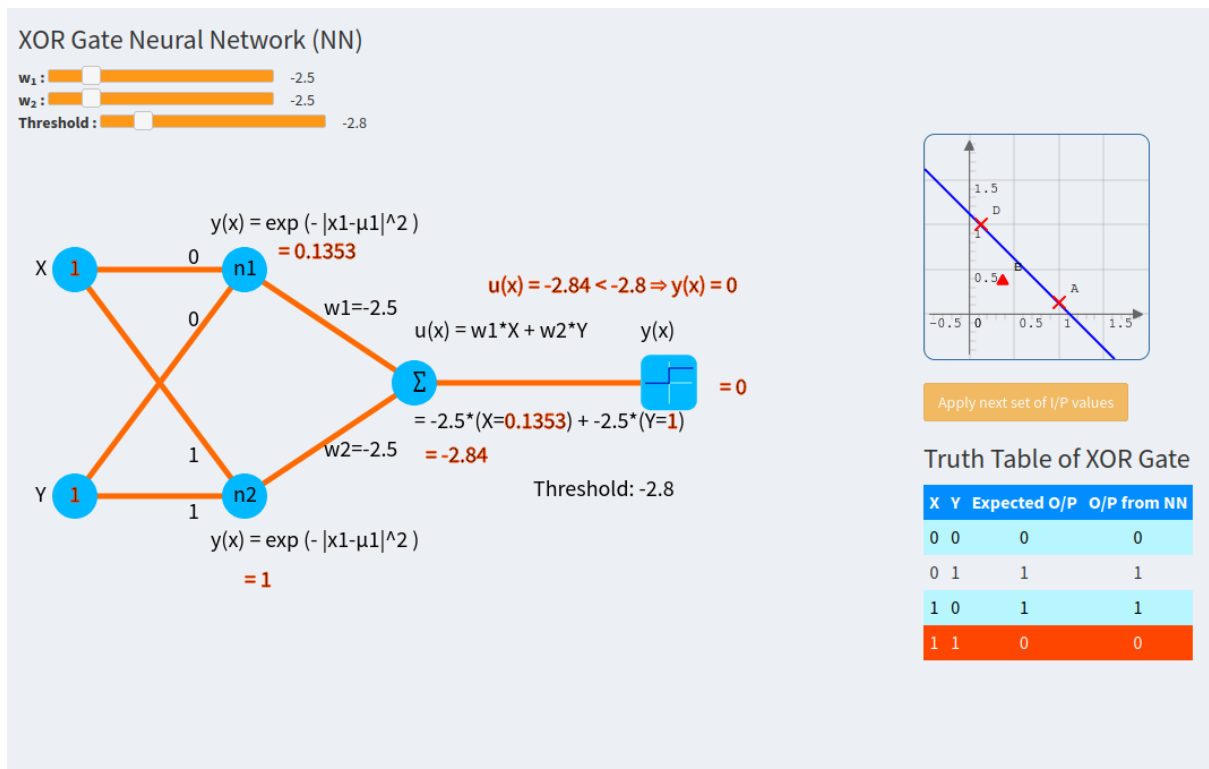 XOR Gate Neural Network (NN)
w₁ : -2.5
w₂ : -2.5
Threshold : -2.8
y(x) = exp (- |x1-μ1|^2 )
= 0.1353
X 1 0 n1
0
w1=-2.5
u(x) = -2.84 < -2.8 ⇒ y(x) = 0
u(x) = w1*X + w2*Y y(x)
Σ = 0
= -2.5*(X=0.1353) + -2.5*(Y=1)
w2=-2.5 = -2.84
1
Threshold: -2.8
Y 1 n2
1
y(x) = exp (- |x1-μ1|^2 )
= 1
1.5
D
1
B
0.5
A
-0.5 0 0.5 1 1.5
Apply next set of I/P values
Truth Table of XOR Gate
X Y Expected O/P O/P from NN
0 0 0 0
0 1 1 1
1 0 1 1
1 1 0 0